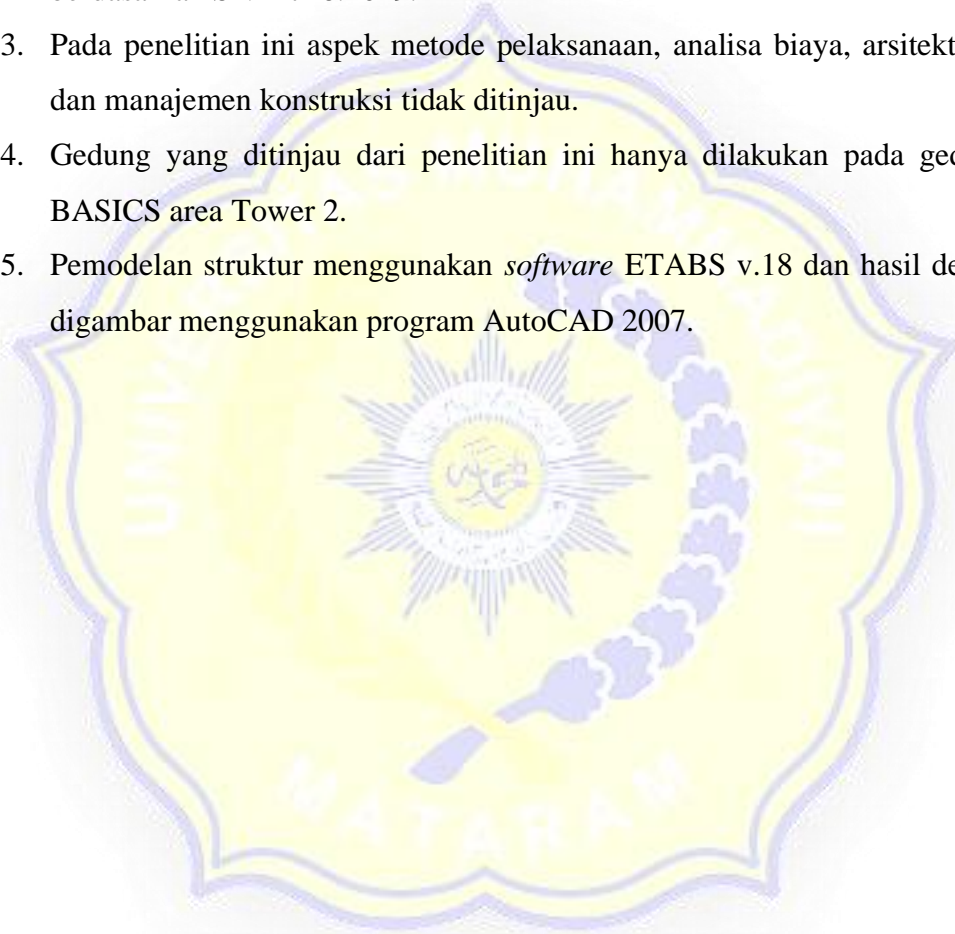 3. Pada penelitian ini aspek metode pelaksanaan, analisa biaya, arsitekt
dan manajemen konstruksi tidak ditinjau.
4. Gedung yang ditinjau dari penelitian ini hanya dilakukan pada ged
BASICS area Tower 2.
5. Pemodelan struktur menggunakan software ETABS v.18 dan hasil de
digambar menggunakan program AutoCAD 2007.
UNIVERSITAS MUHAMMADIYAH
MATARAM